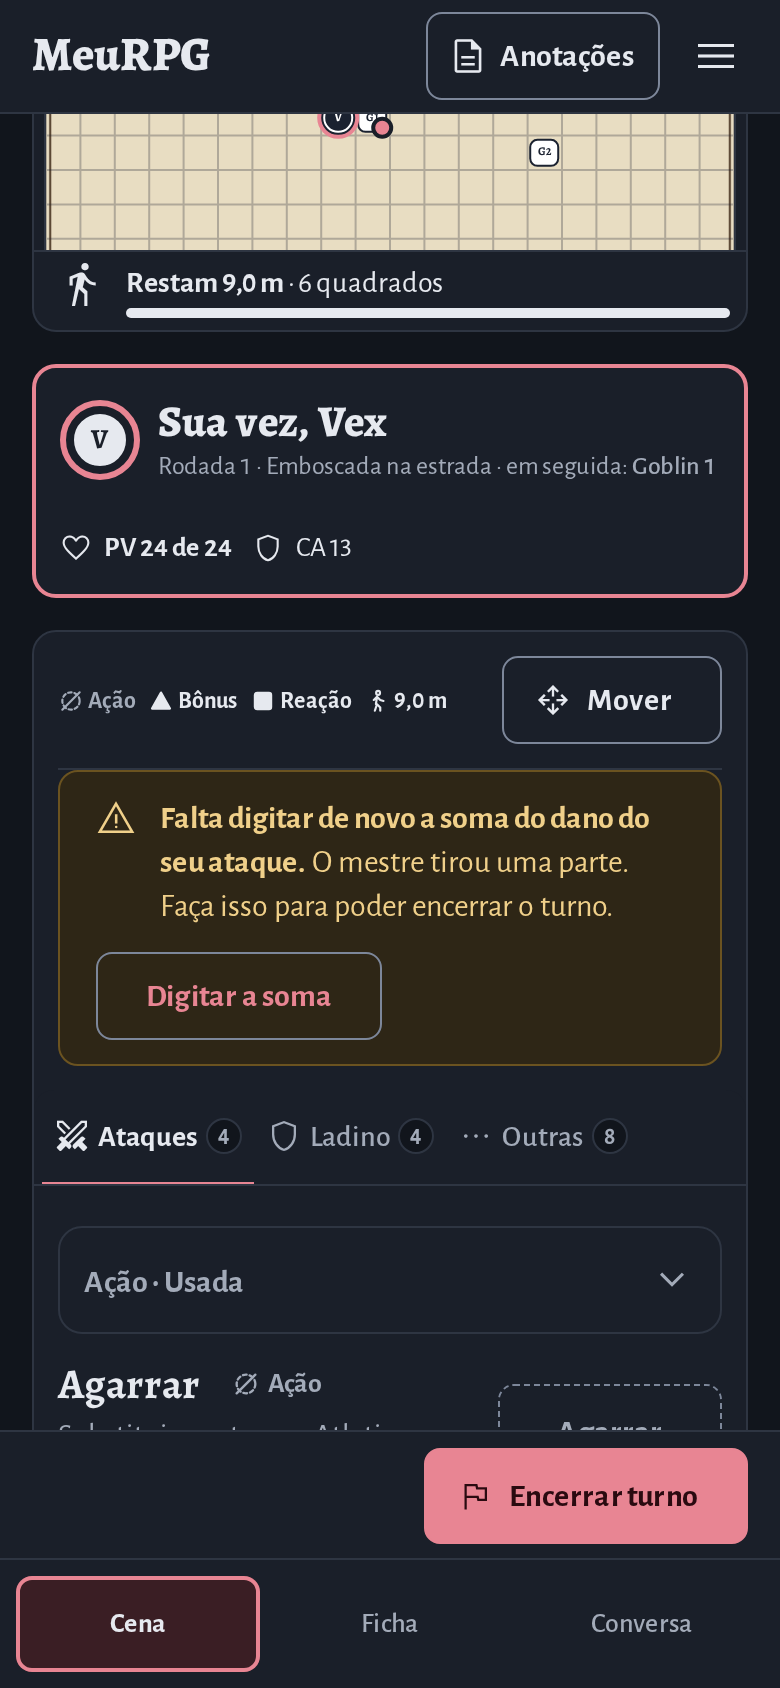 MeuRPG
Anotações
V
G2
Restam 9,0 m · 6 quadrados
V
Sua vez, Vex
Rodada 1 · Emboscada na estrada · em seguida: Goblin 1
PV 24 de 24
CA 13
Ação
Bônus
Reação
9,0 m
Mover
Falta digitar de novo a soma do dano do
seu ataque. O mestre tirou uma parte.
Faça isso para poder encerrar o turno.
Digitar a soma
Ataques 4
Ladino 4
Outras 8
Ação · Usada
Agarrar
Ação
Agarrar
Encerrar turno
Cena
Ficha
Conversa